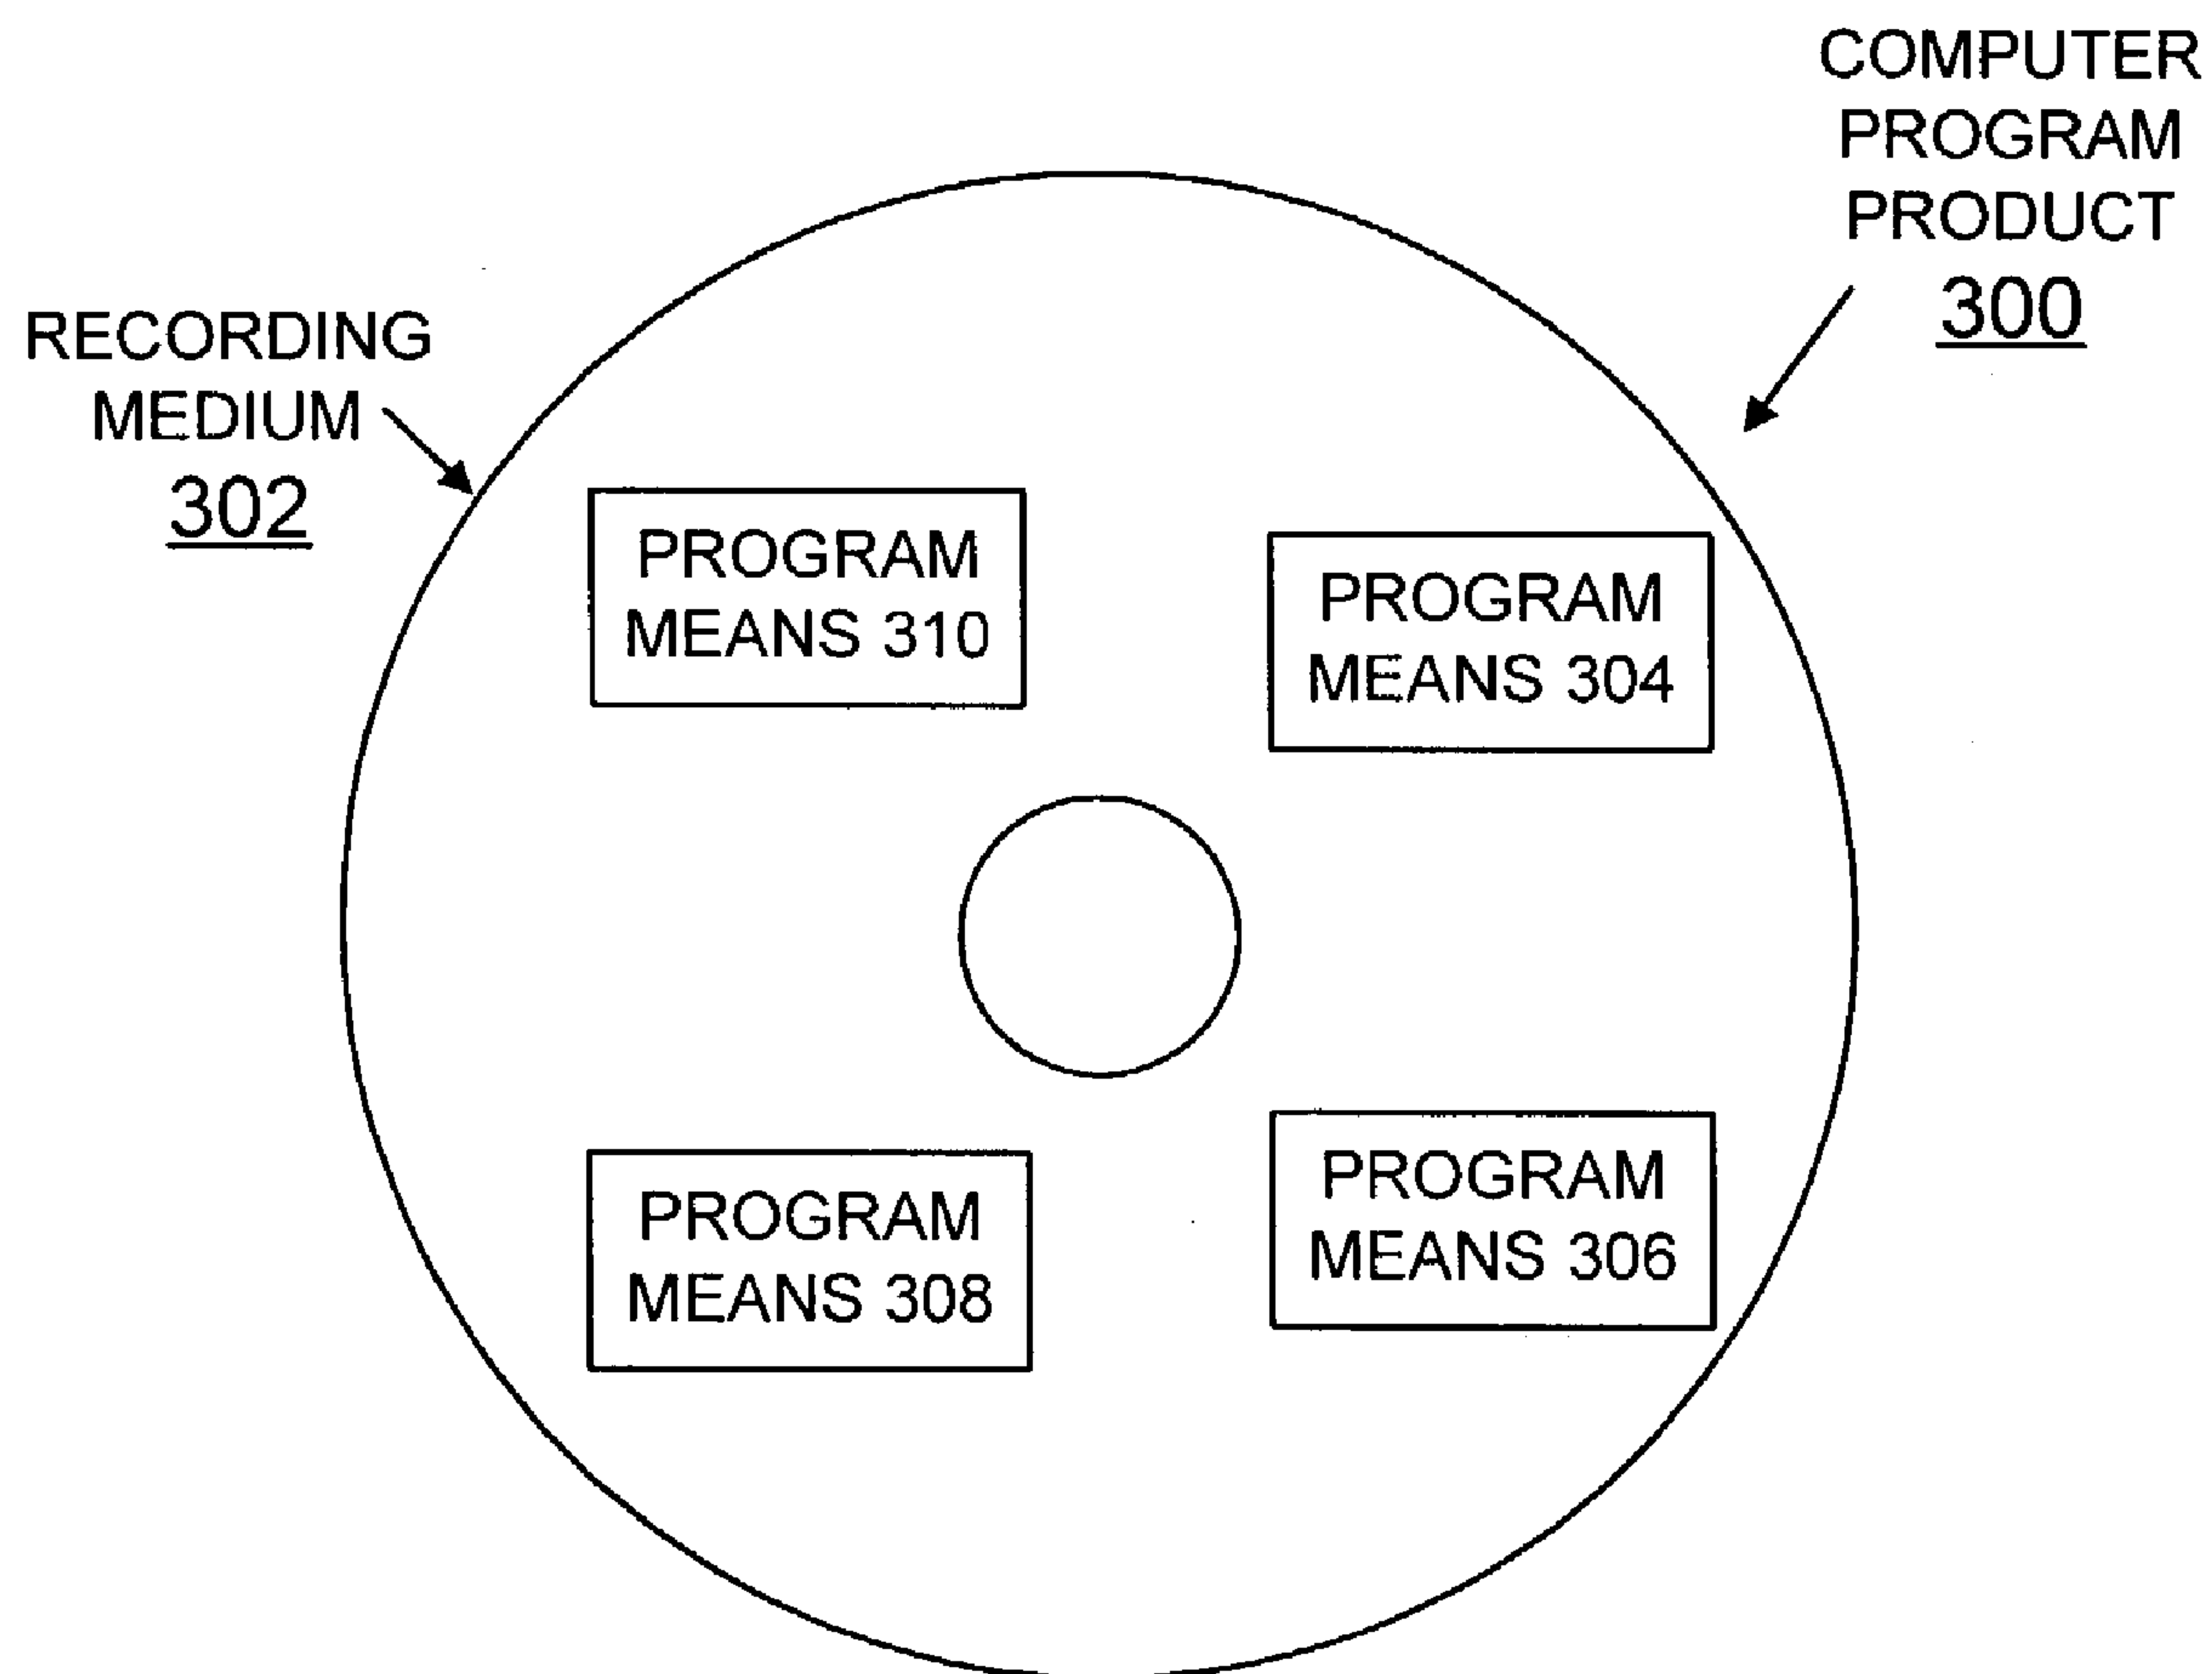 COMPUTER
PROGRAM
PRODUCT
300
RECORDING
MEDIUM
302
PROGRAM
MEANS 310
PROGRAM
MEANS 304
PROGRAM
MEANS 308
PROGRAM
MEANS 306